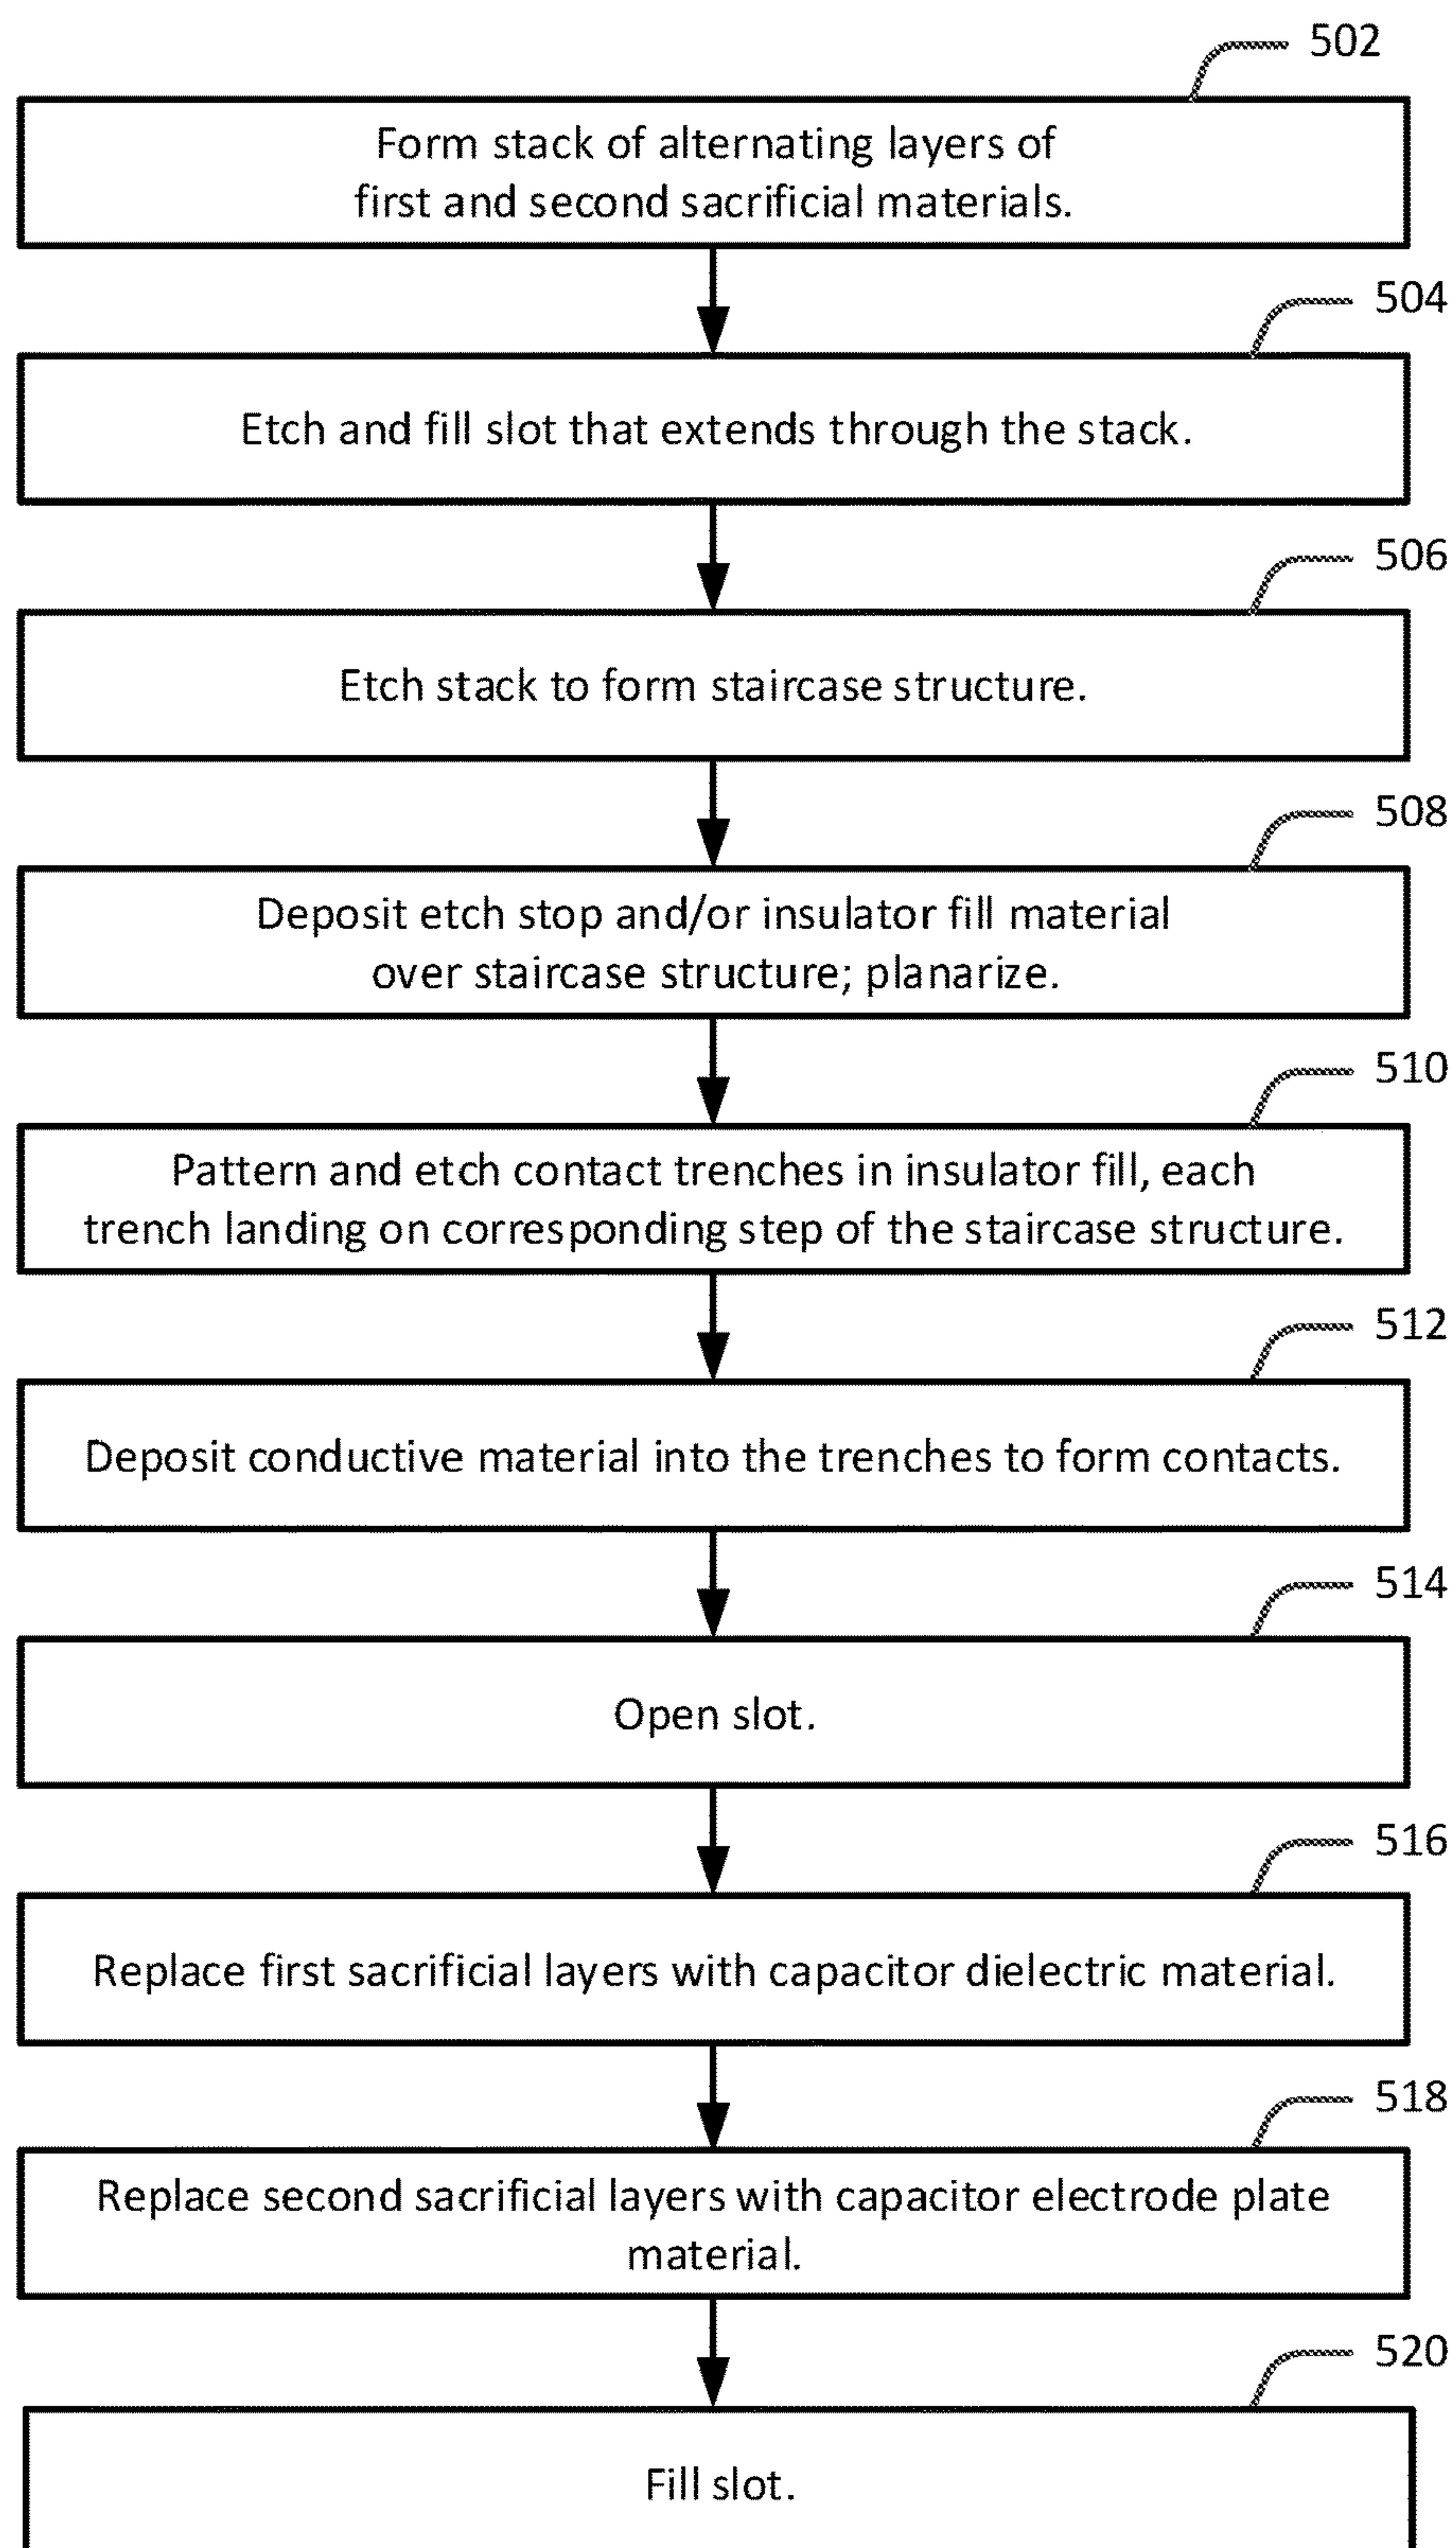 502
Form stack of alternating layers of
first and second sacrificial materials.
504
Etch and fill slot that extends through the stack.
506
Etch stack to form staircase structure.
508
Deposit etch stop and/or insulator fill material
over staircase structure; planarize.
510
Pattern and etch contact trenches in insulator fill, each
trench landing on corresponding step of the staircase structure.
512
Deposit conductive material into the trenches to form contacts.
514
Open slot.
516
Replace first sacrificial layers with capacitor dielectric material.
518
Replace second sacrificial layers with capacitor electrode plate
material.
520
Fill slot.